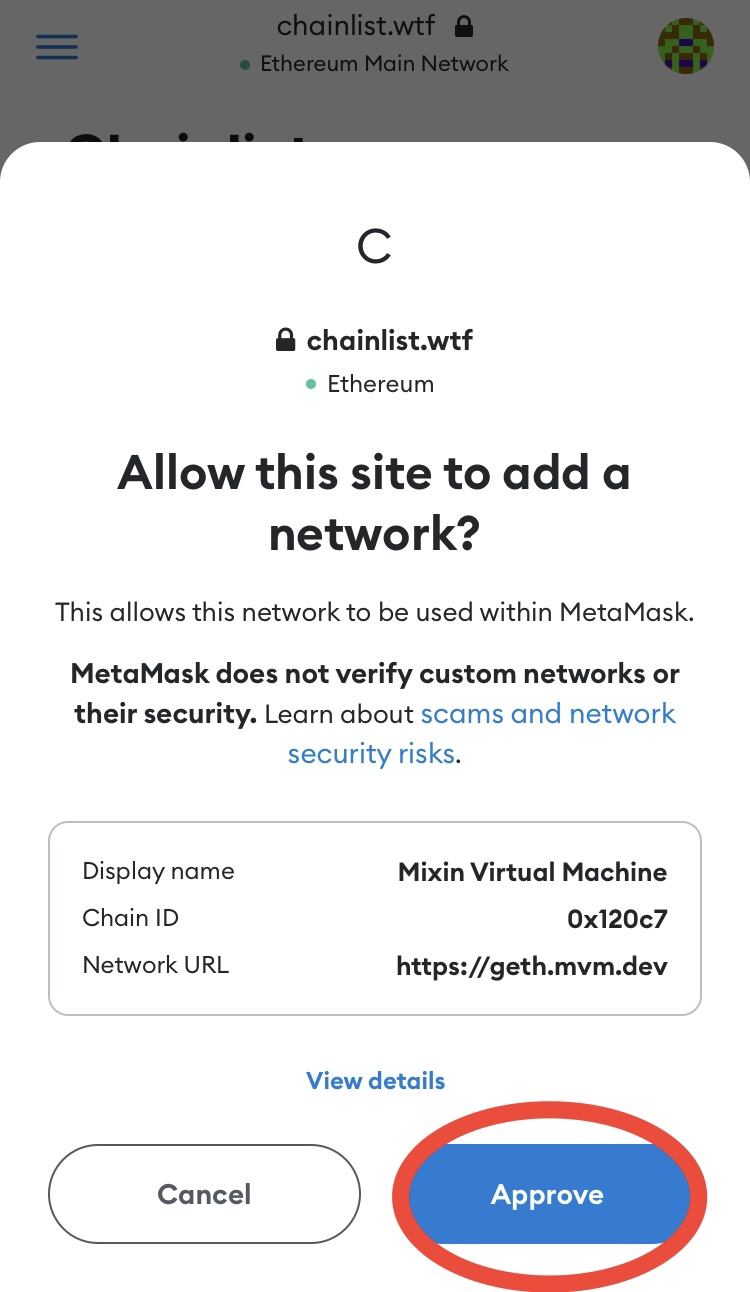 chainlist.wtf
Ethereum Main Network
Chainlist
chainlist.wtf
Ethereum
Allow this site to add a
network?
This allows this network to be used within MetaMask.
MetaMask does not verify custom networks or
their security. Learn about scams and network
security risks.
Display name Mixin Virtual Machine
Chain ID 0x120c7
Network URL https://geth.mvm.dev
View details
Cancel Approve